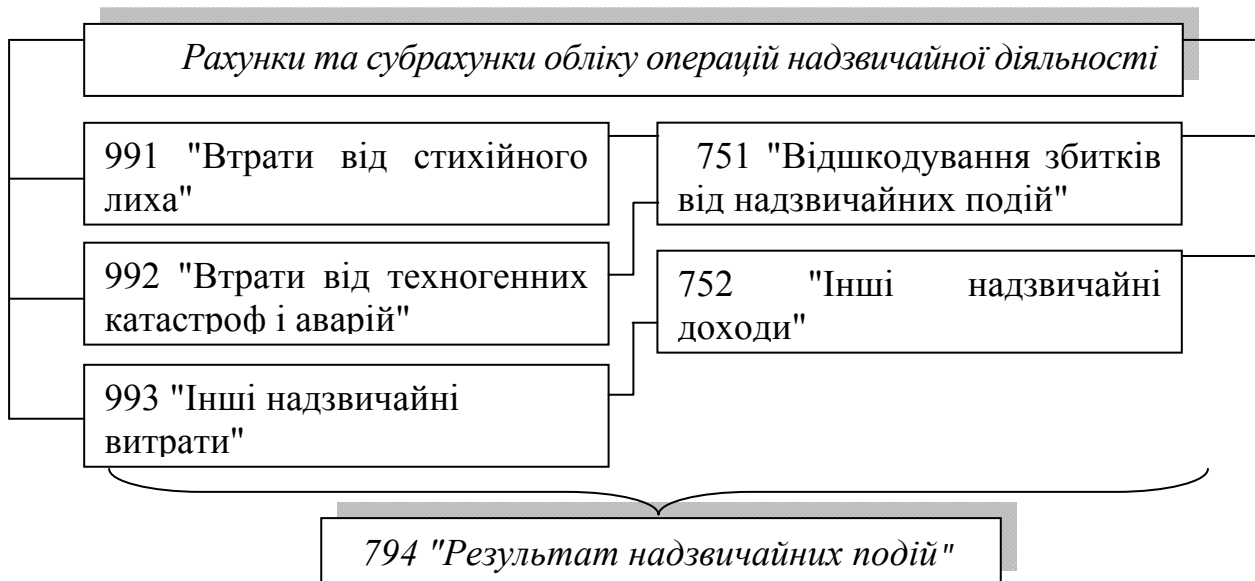 Рахунки та субрахунки обліку операцій надзвичайної діяльності
991 "Втрати від стихійного
лиха"
992 "Втрати від техногенних
катастроф і аварій"
993 "Інші надзвичайні
витрати"
751 "Відшкодування збитків
від надзвичайних подій"
752 "Інші надзвичайні
доходи"
794 "Результат надзвичайних подій"